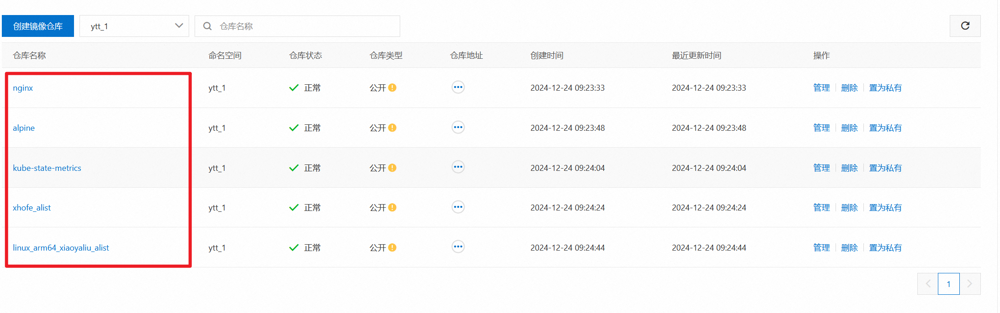 创建镜像仓库 ytt_1 仓库名称
仓库名称 命名空间 仓库状态 仓库类型 仓库地址 创建时间 最近更新时间 操作
nginx ytt_1 正常 公开 2024-12-24 09:23:33 2024-12-24 09:23:33 管理 删除 置为私有
alpine ytt_1 正常 公开 2024-12-24 09:23:48 2024-12-24 09:23:48 管理 删除 置为私有
kube-state-metrics ytt_1 正常 公开 2024-12-24 09:24:04 2024-12-24 09:24:04 管理 删除 置为私有
xhofe_alist ytt_1 正常 公开 2024-12-24 09:24:24 2024-12-24 09:24:24 管理 删除 置为私有
linux_arm64_xiaoyaliu_alist ytt_1 正常 公开 2024-12-24 09:24:44 2024-12-24 09:24:44 管理 删除 置为私有
1